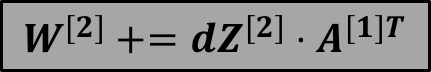 W^{[2]} += dZ^{[2]} · A^{[1]T}